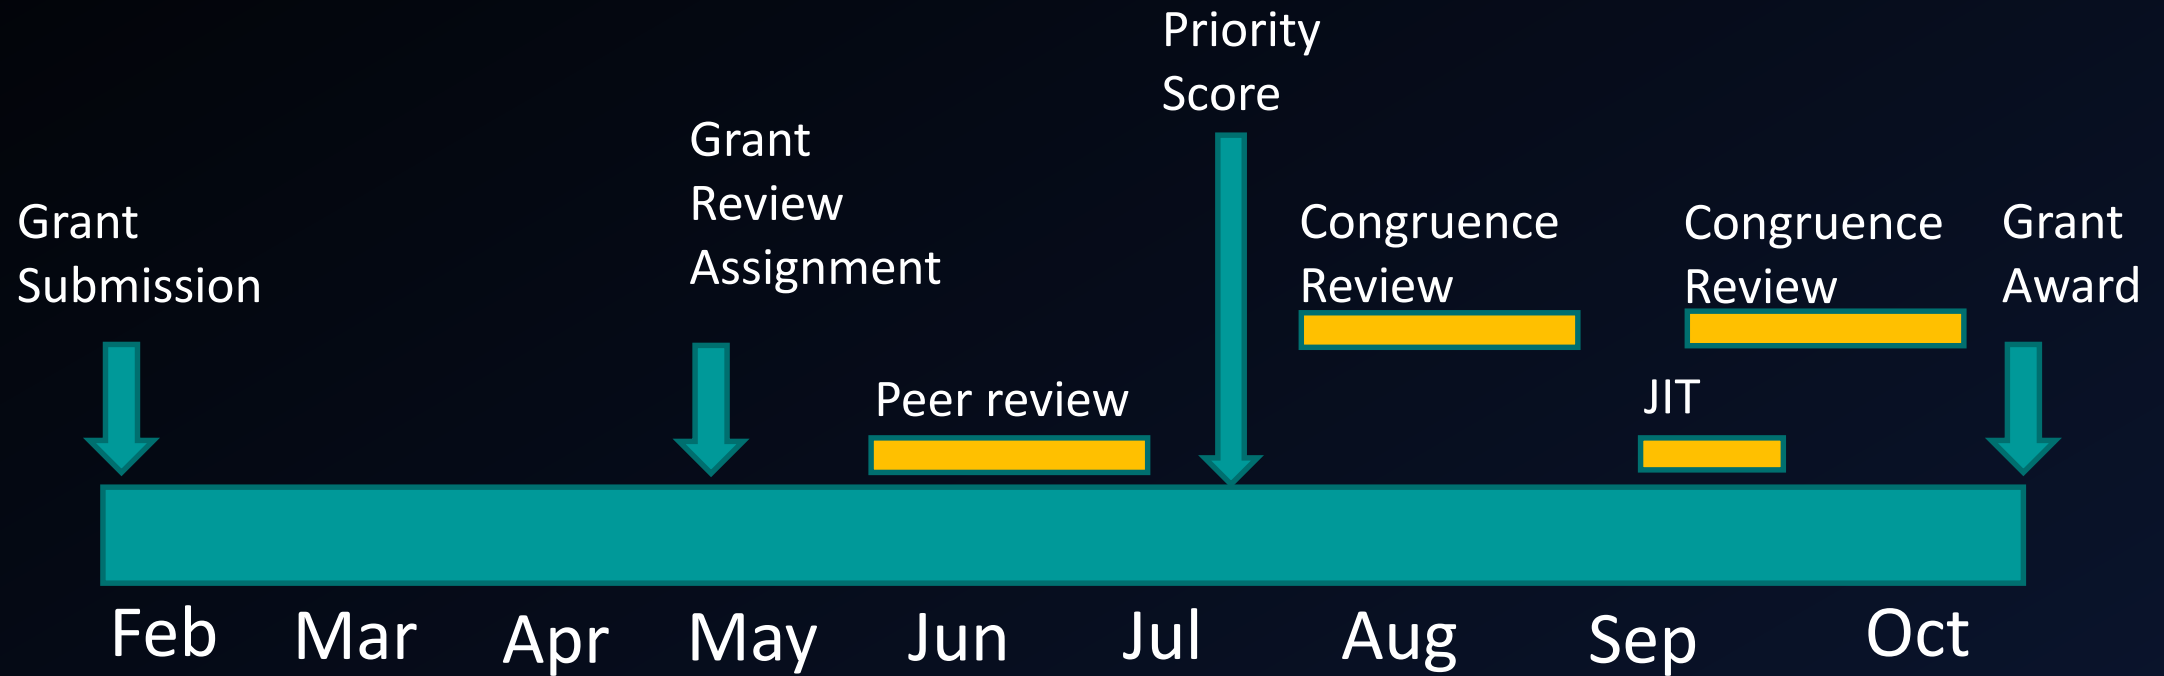 Priority
Score
Grant
Review
Assignment
Grant
Submission
Congruence
Review
Congruence
Review
Grant
Award
Peer review
JIT
Feb
Mar
Apr
May
Jun
Jul
Aug
Sep
Oct